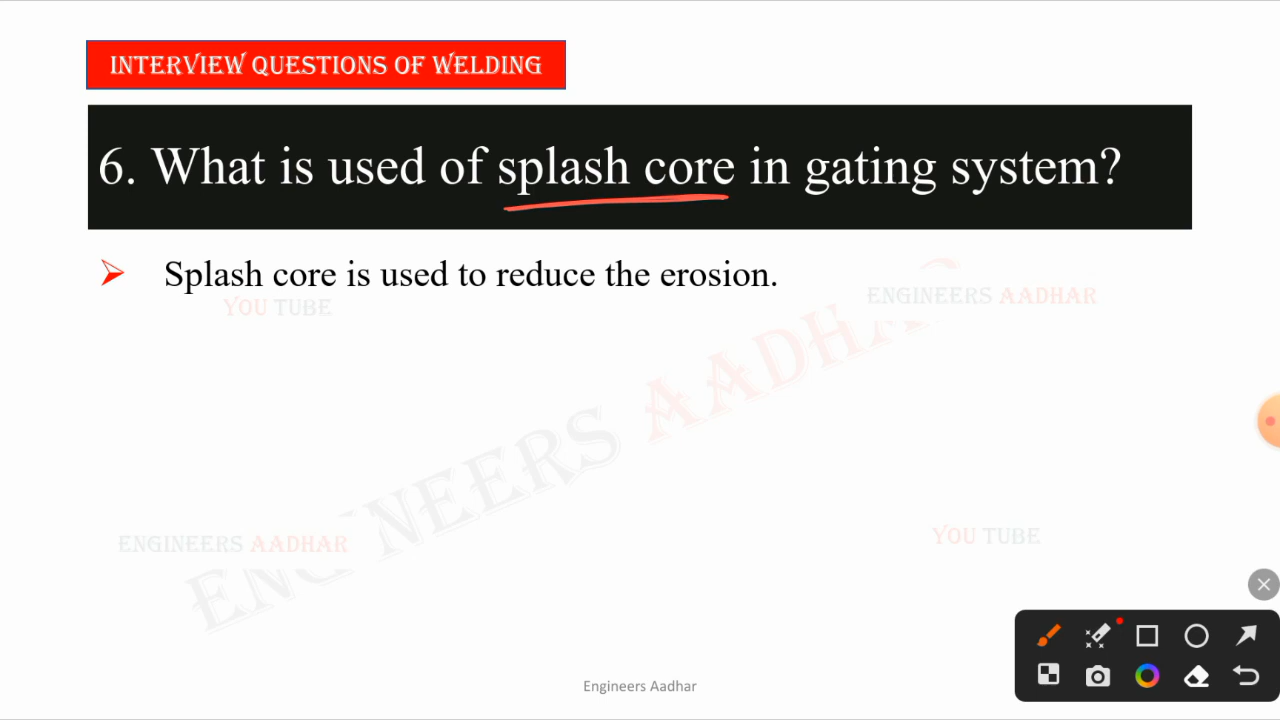 INTERVIEW QUESTIONS OF WELDING
6. What is used of splash core in gating system?
Splash core is used to reduce the erosion.
YOU TUBE
ENGINEERS AADHAR
ENGINEERS AADHAR
ENGINEERS AADHAR
YOU TUBE
Engineers Aadhar